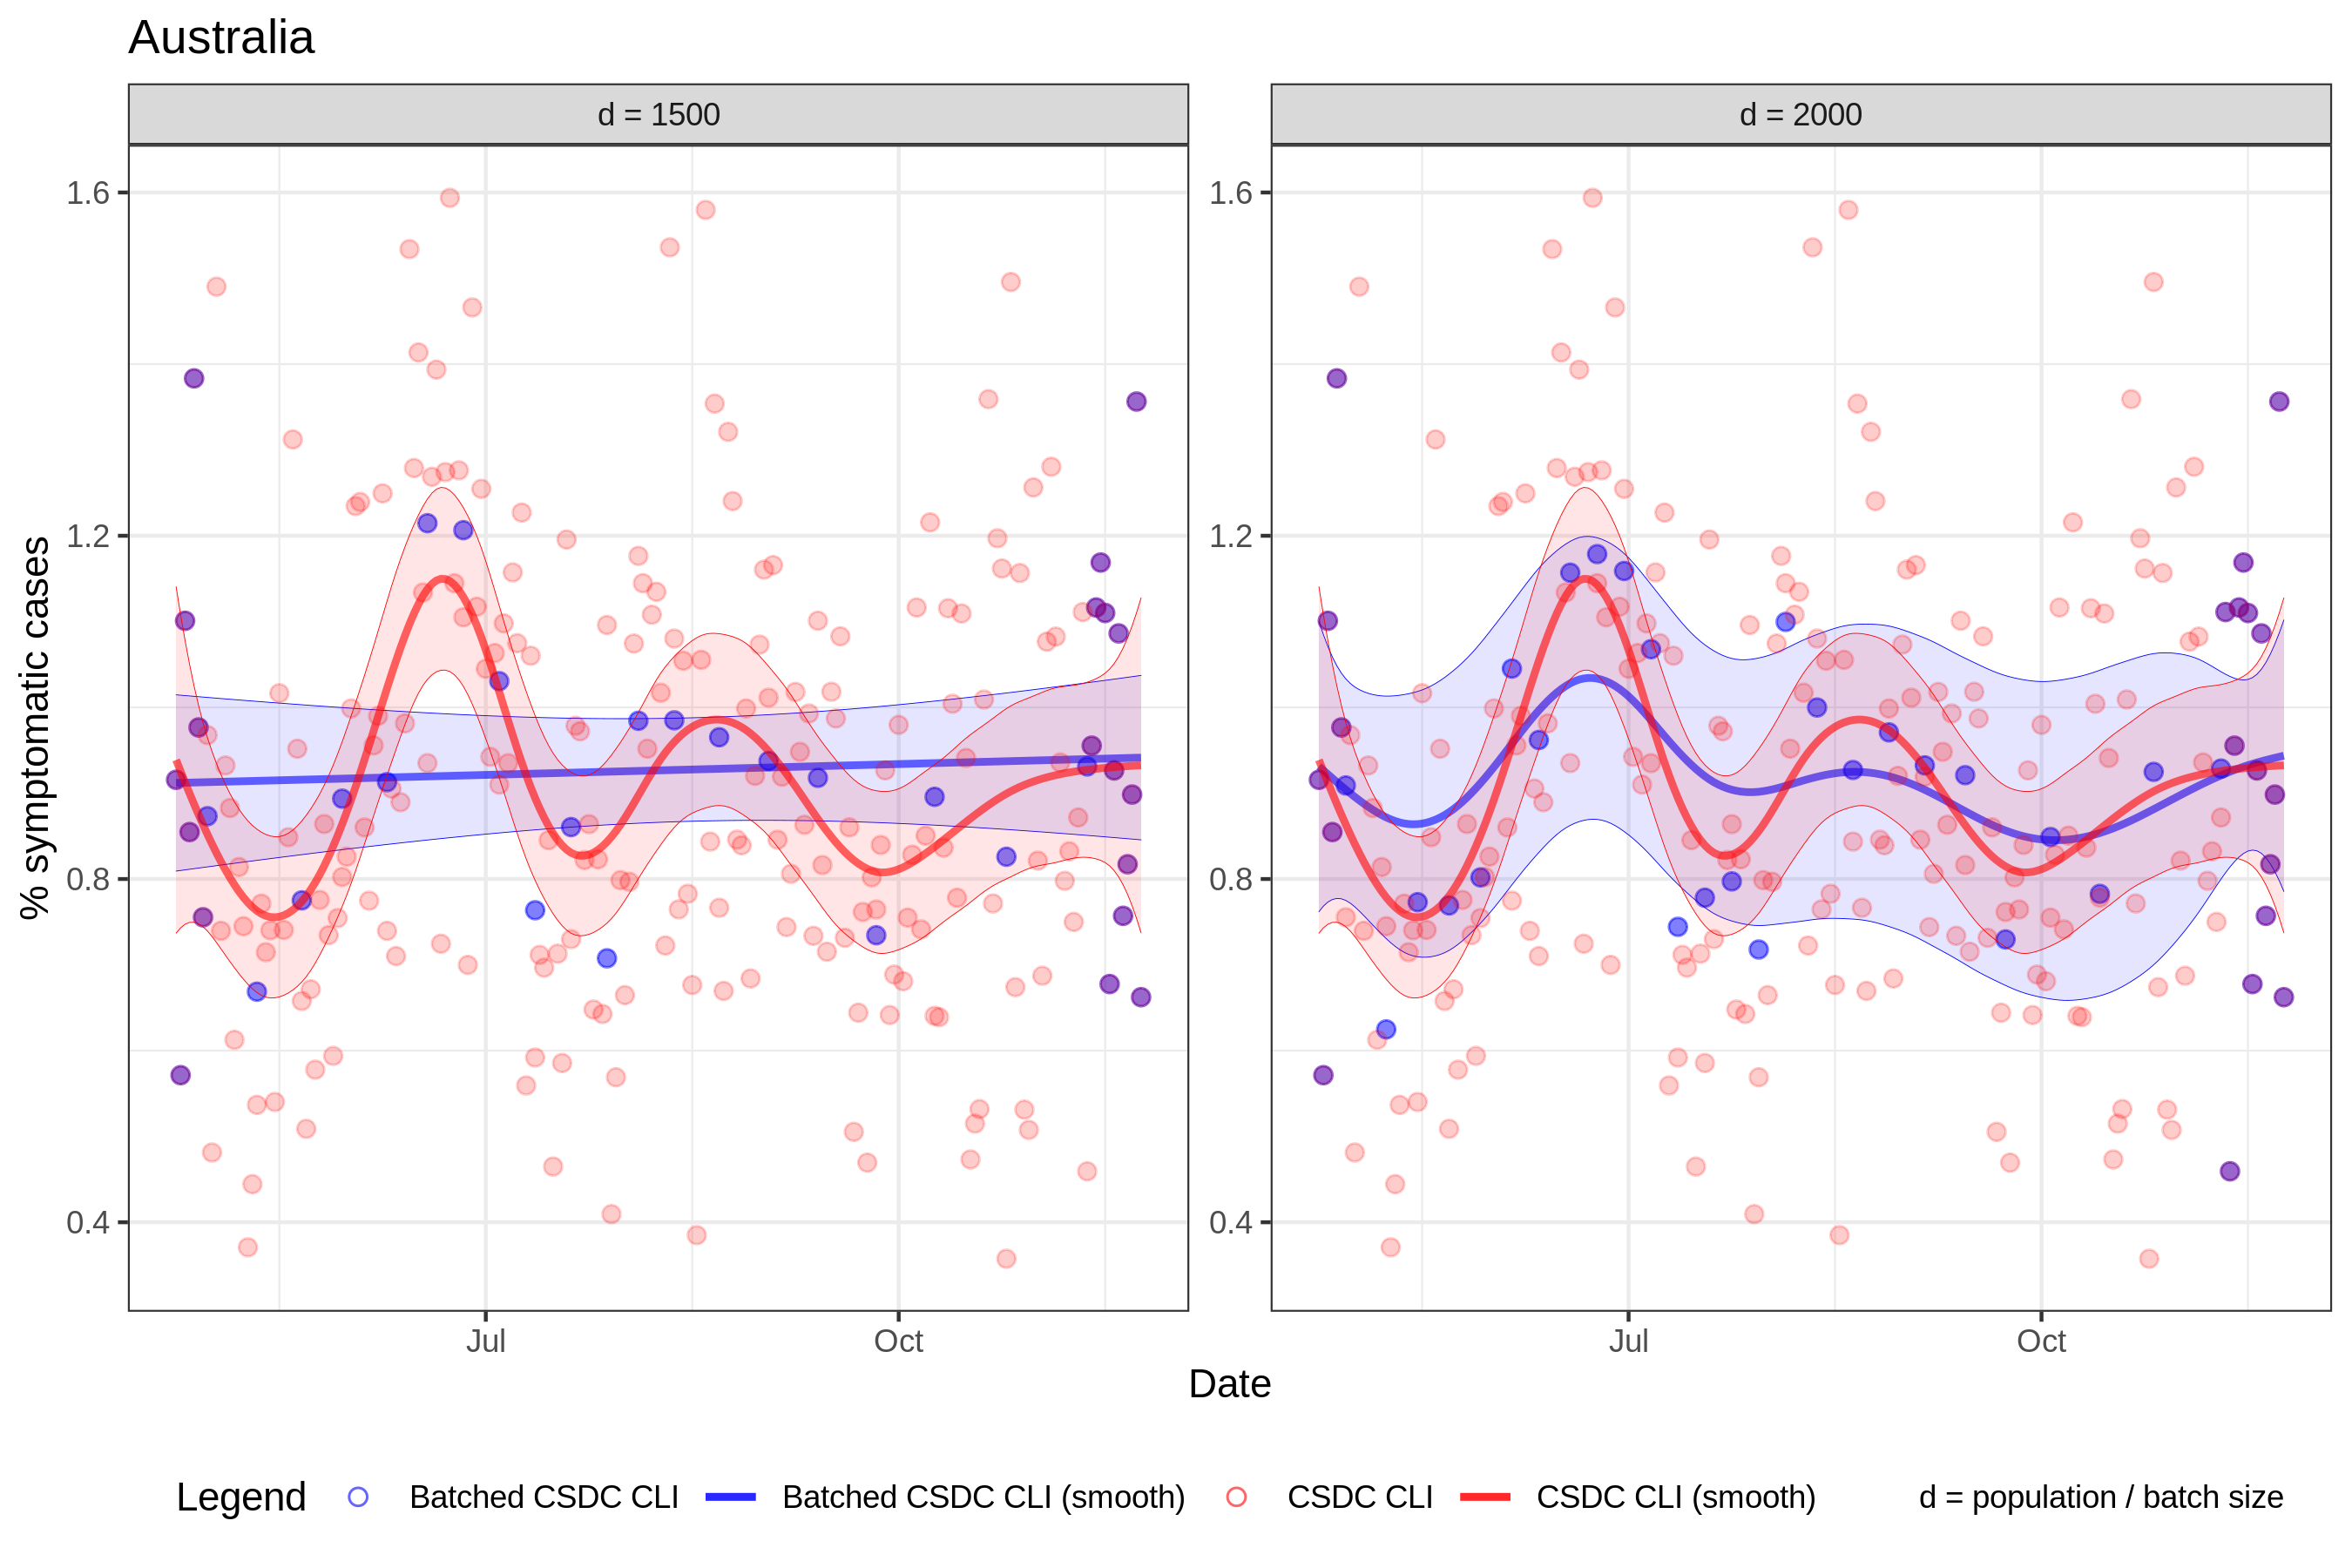 Australia
d = 1500
d = 2000
% symptomatic cases
1.6
1.2
0.8
0.4
1.6
1.2
0.8
0.4
Jul
Oct
Jul
Oct
Date
Legend
Batched CSDC CLI
Batched CSDC CLI (smooth)
CSDC CLI
CSDC CLI (smooth)
d = population / batch size